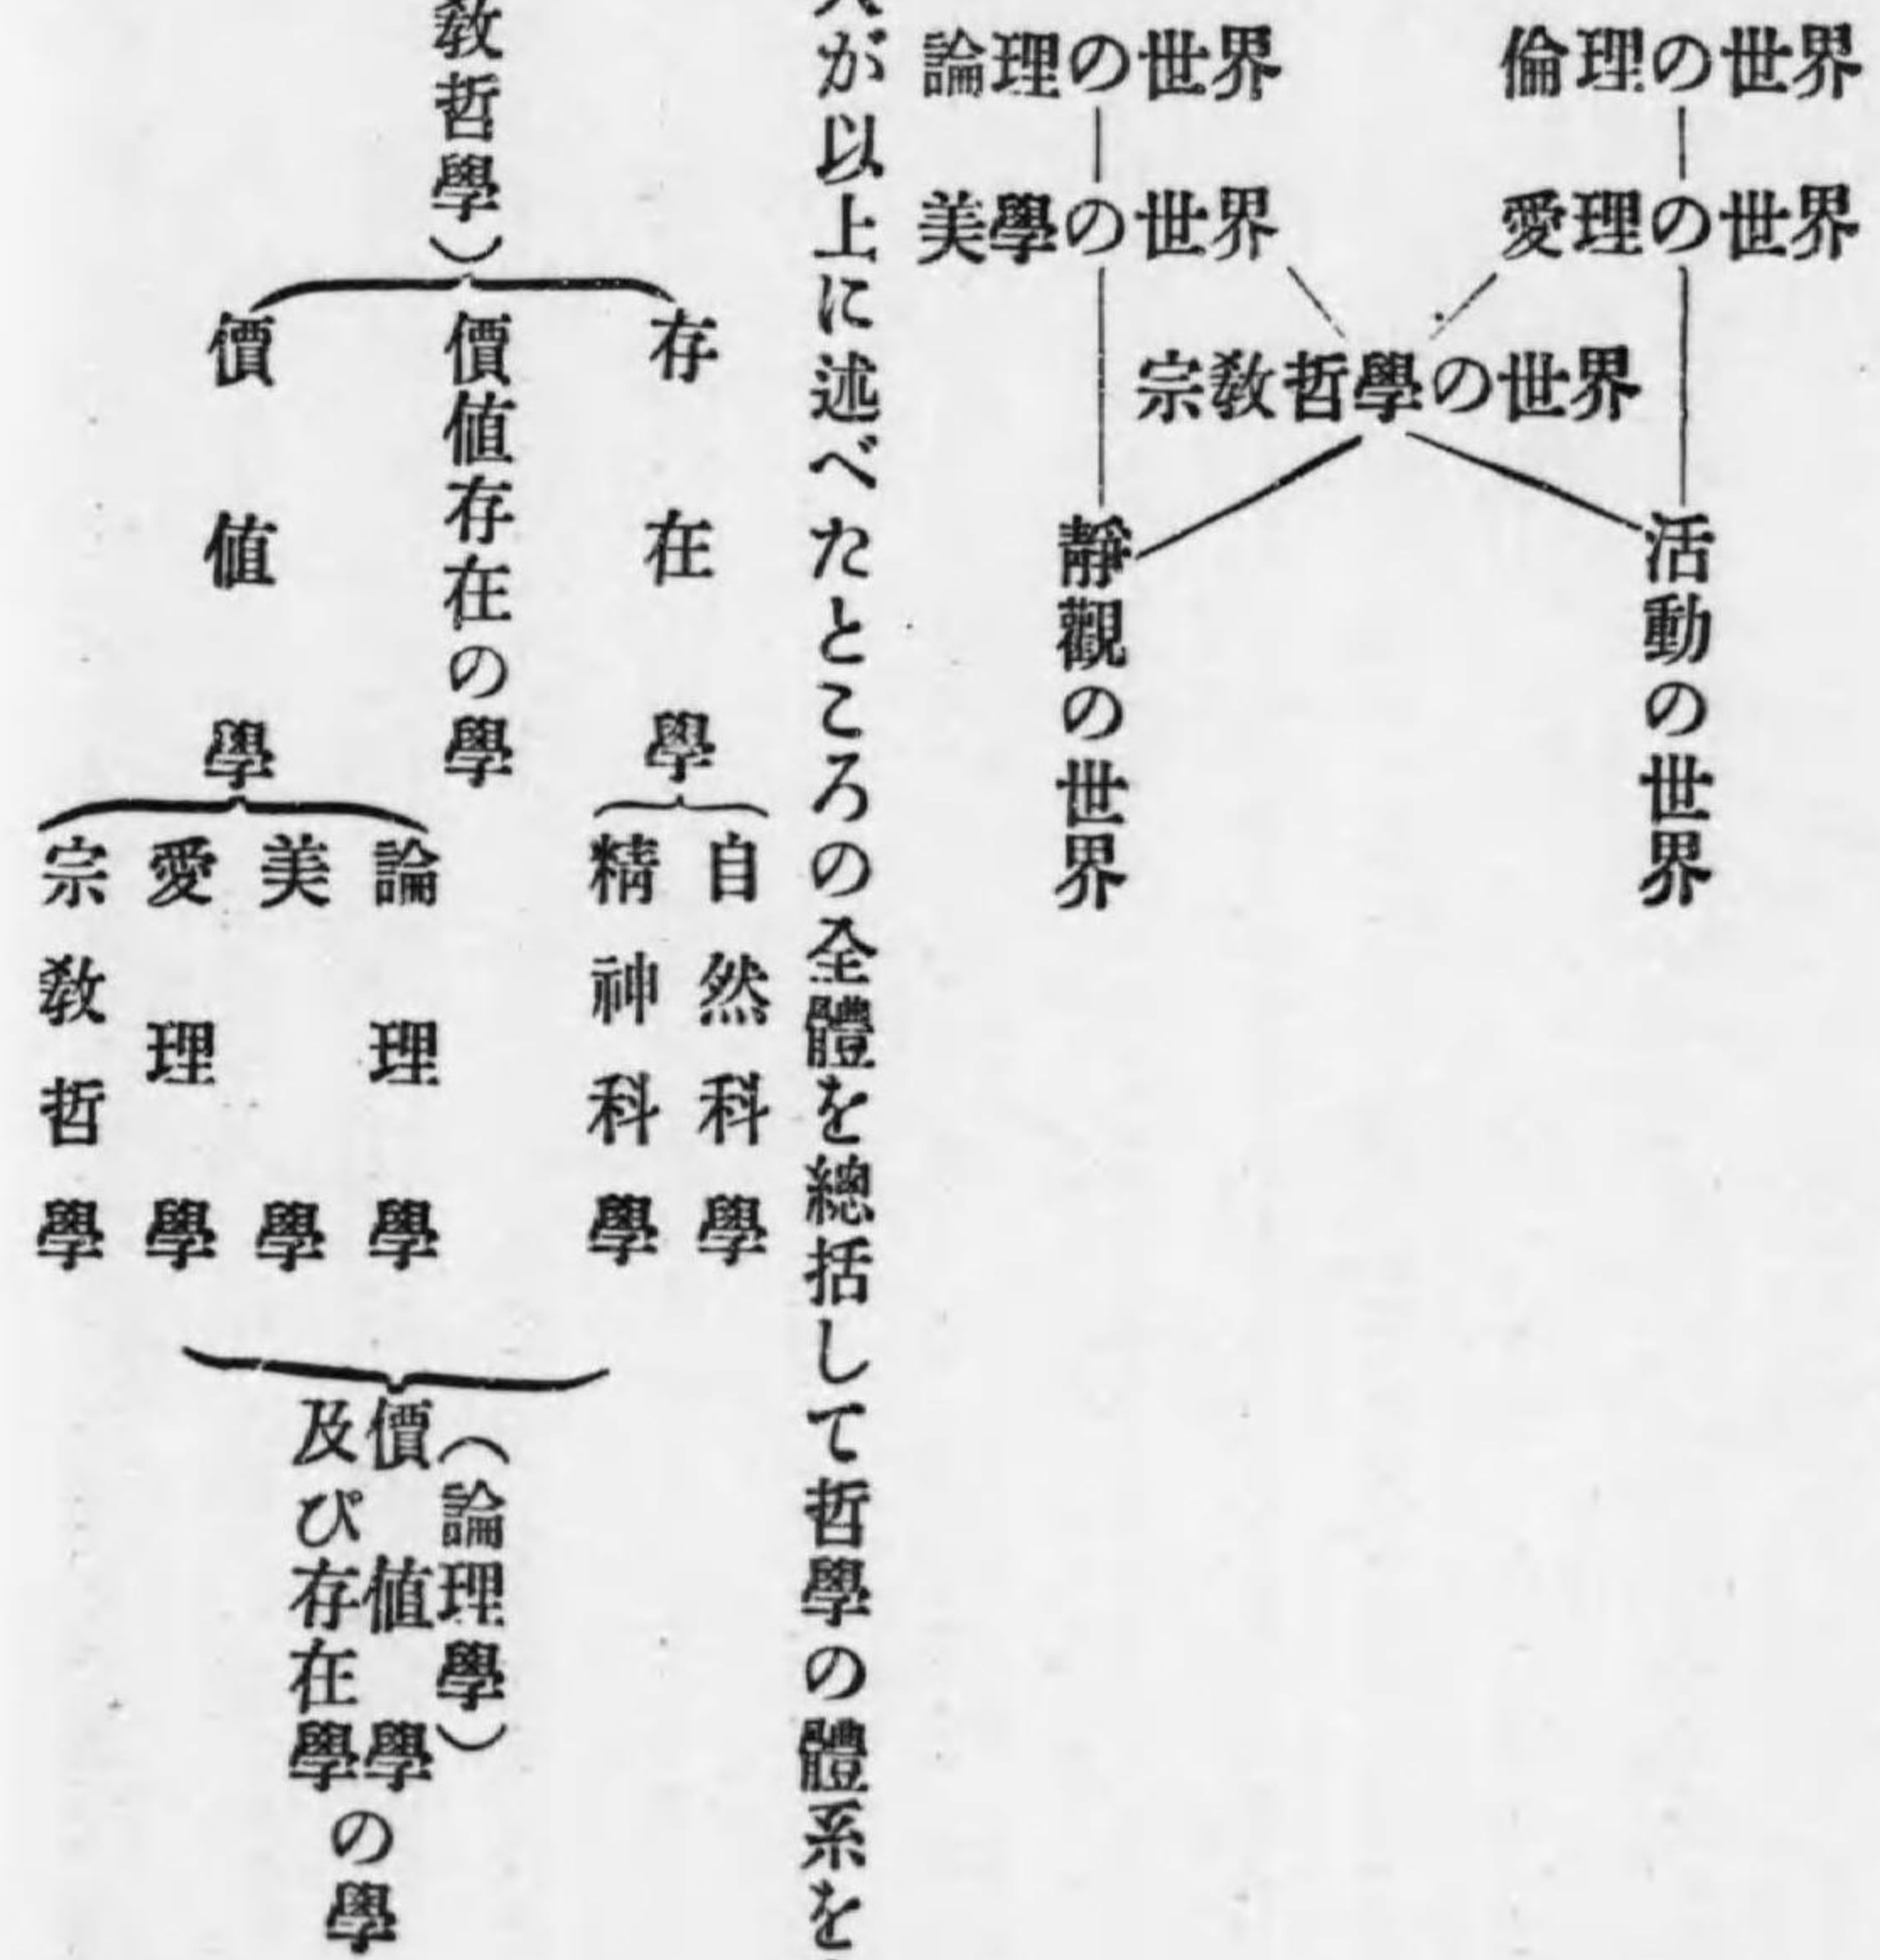 倫理の世界
愛理の世界
活動の世界
宗教哲學の世界
論理の世界
美學の世界
靜觀の世界
が以上に述べたところの全體を總括して哲學の體系を
教哲學）
存在學
自然科學
精神科學
價値存在の學
價値學
論理學
美學
愛理學
宗教哲學
（論理學）
價値學
及び存在學
の學